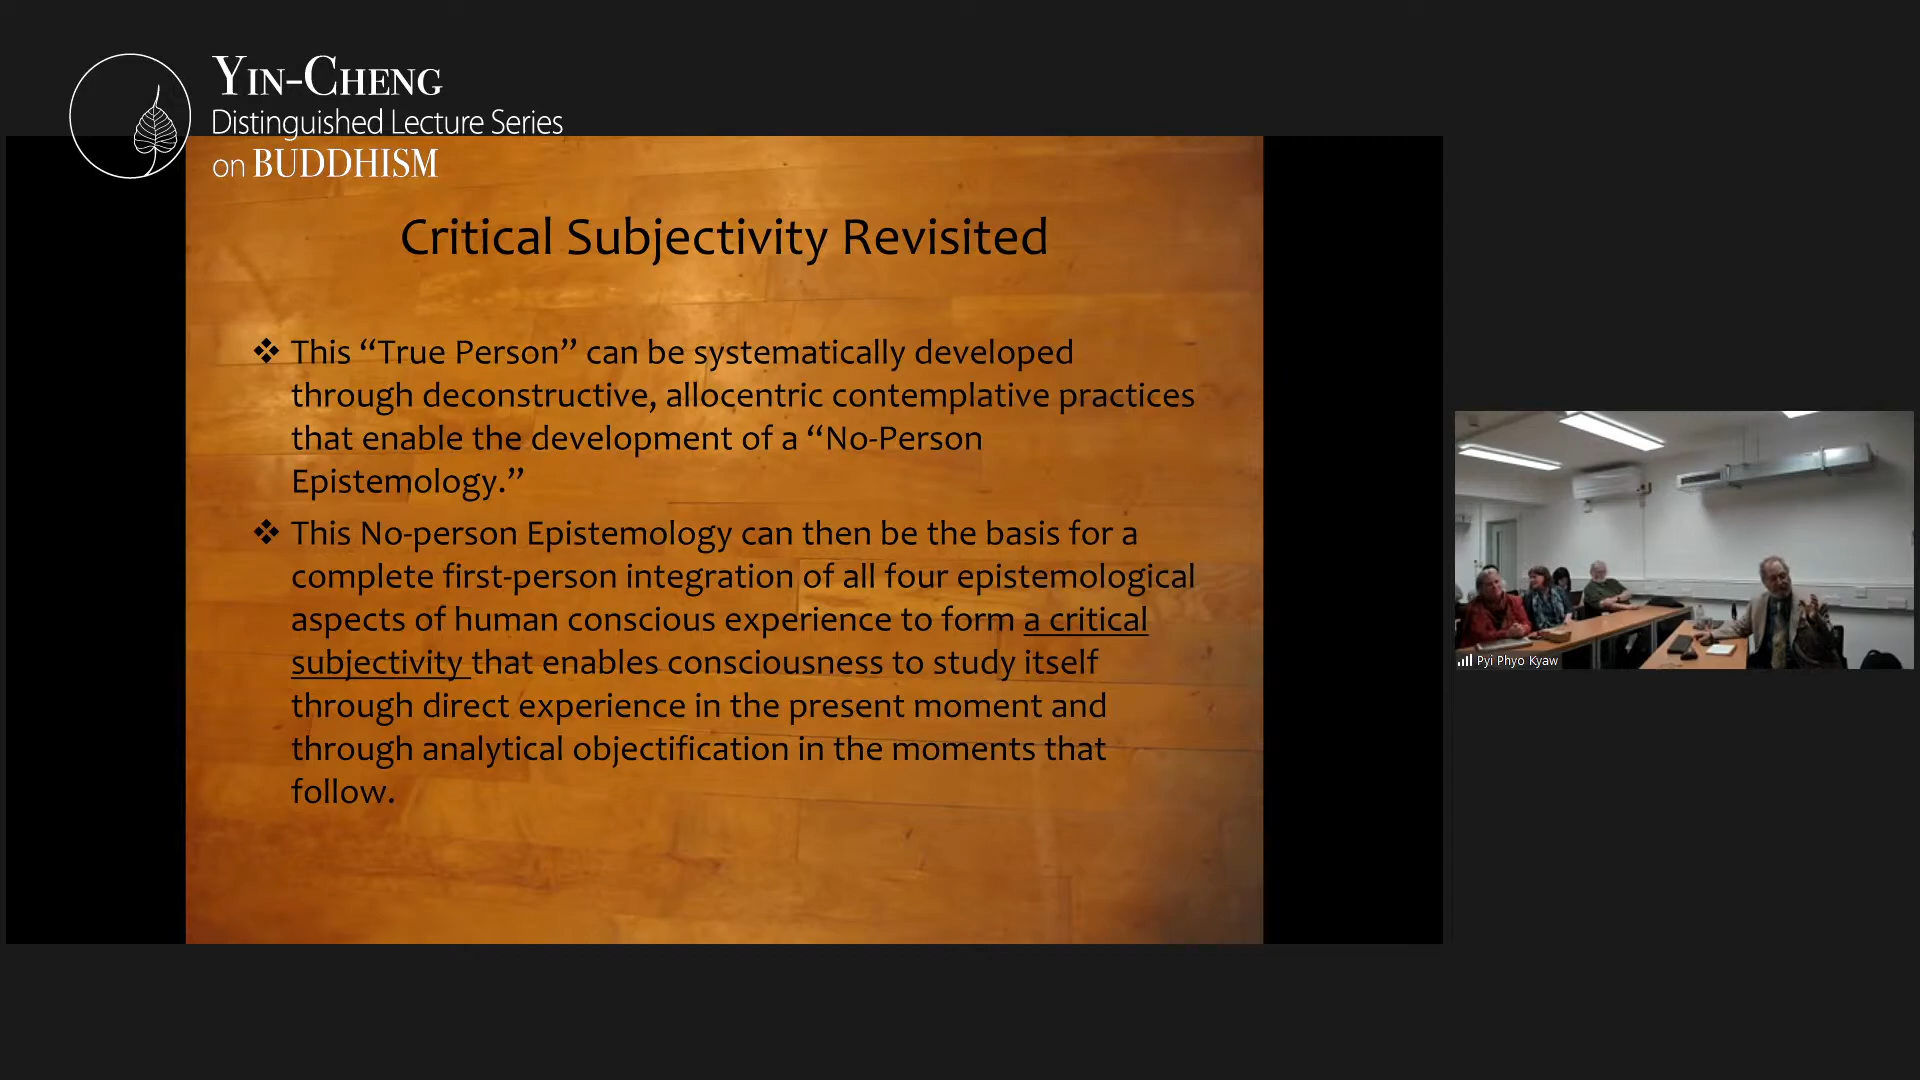 YIN-CHENG
Distinguished Lecture Series
on BUDDHISM
Critical Subjectivity Revisited
❖ This “True Person” can be systematically developed
through deconstructive, allocentric contemplative practices
that enable the development of a “No-Person
Epistemology.”
❖ This No-person Epistemology can then be the basis for a
complete first-person integration of all four epistemological
aspects of human conscious experience to form a critical
subjectivity that enables consciousness to study itself
through direct experience in the present moment and
through analytical objectification in the moments that
follow.
Pyi Phyo Kyaw